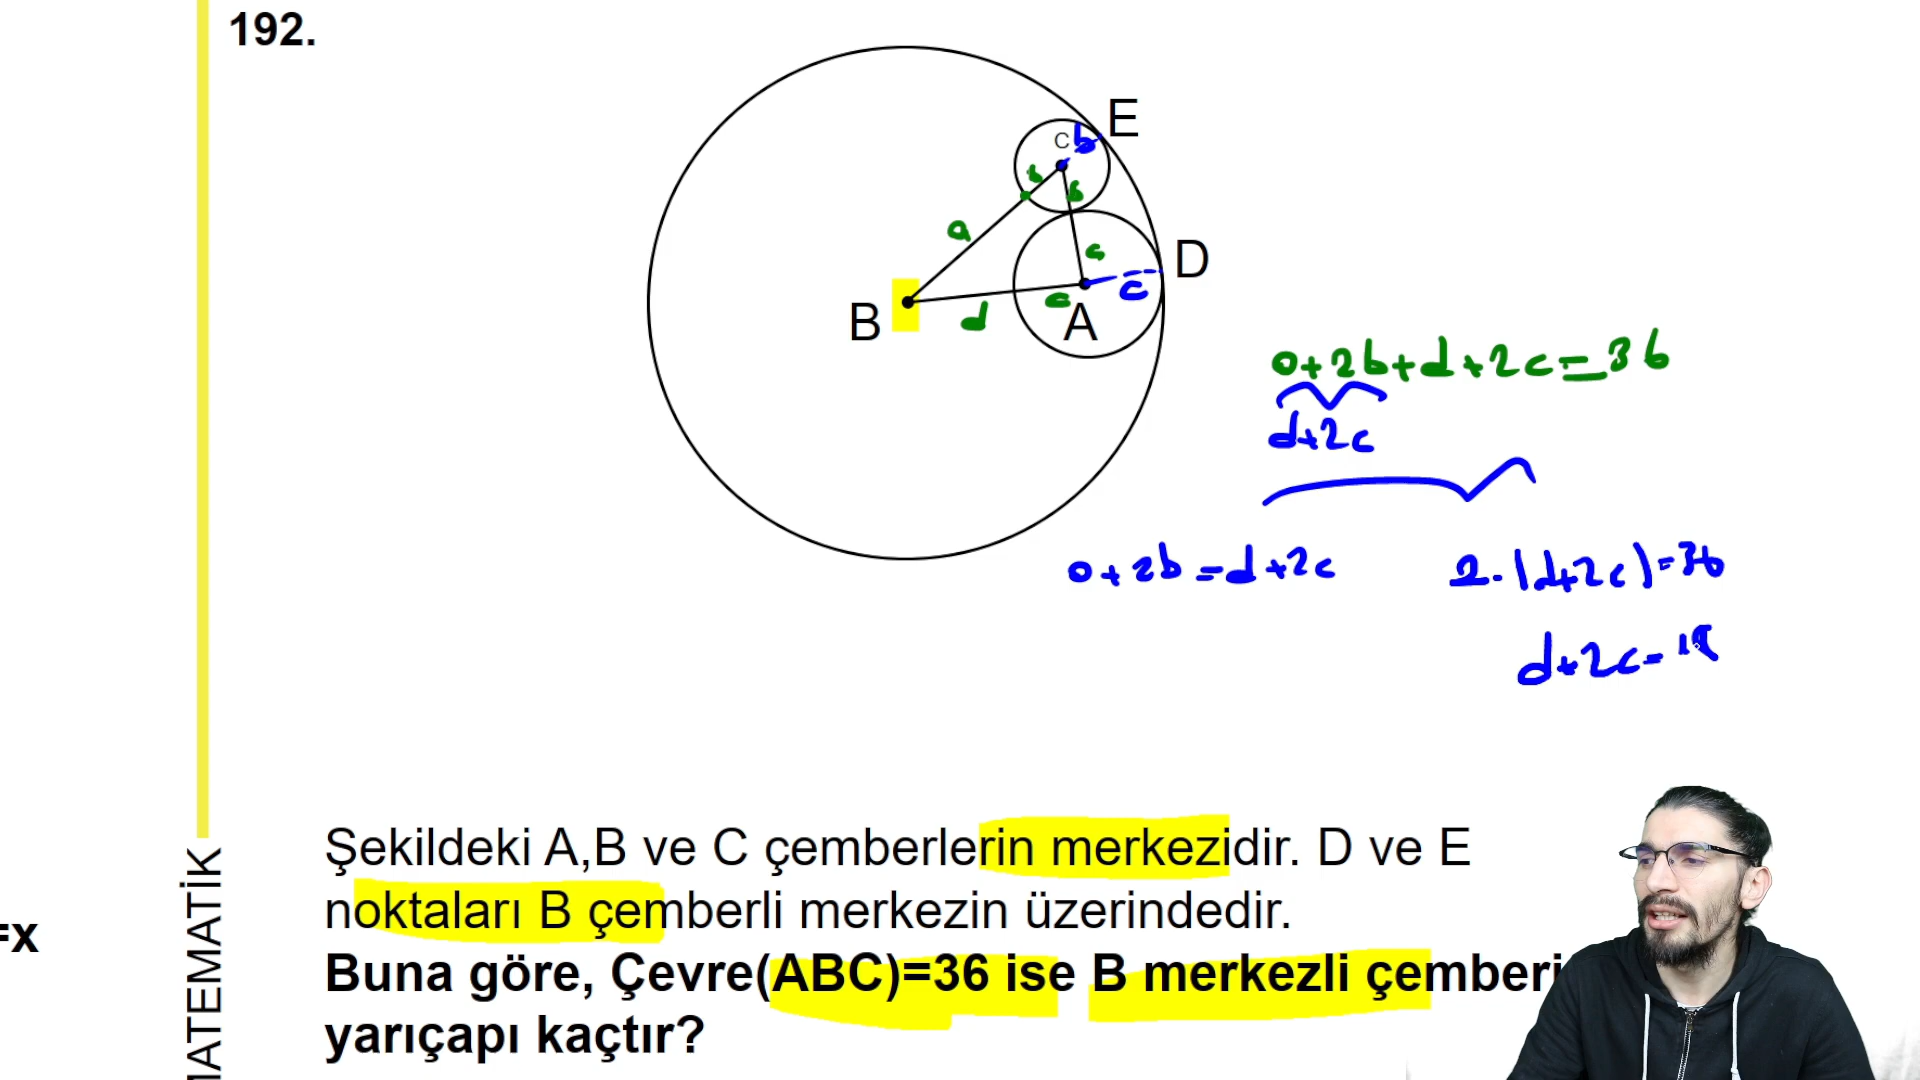 192.
E
C
b
b
b
a
c
D
c
c
B
d
A
a+2b+d+2c=36
d+2c
a+2b=d+2c
2.(d+2c)=36
d+2c=18
Şekildeki A,B ve C çemberlerin merkezidir. D ve E
noktaları B çemberli merkezin üzerindedir.
Buna göre, Çevre(ABC)=36 ise B merkezli çemberi
yarıçapı kaçtır?
=x
MATEMATİK